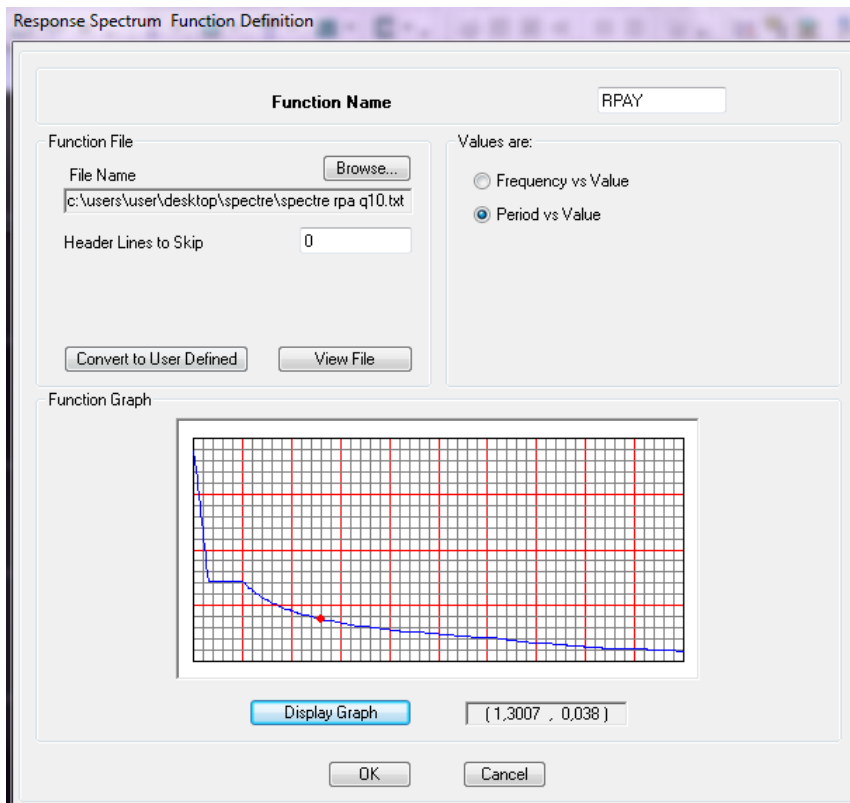 Response Spectrum Function Definition
Function Name
RPAY
Function File
File Name
Browse...
c:\users\user\desktop\spectre\spectre rpa q10.txt
Header Lines to Skip
0
Convert to User Defined
View File
Values are:
Frequency vs Value
Period vs Value
Function Graph
Display Graph
( 1,3007 , 0,038 )
OK
Cancel